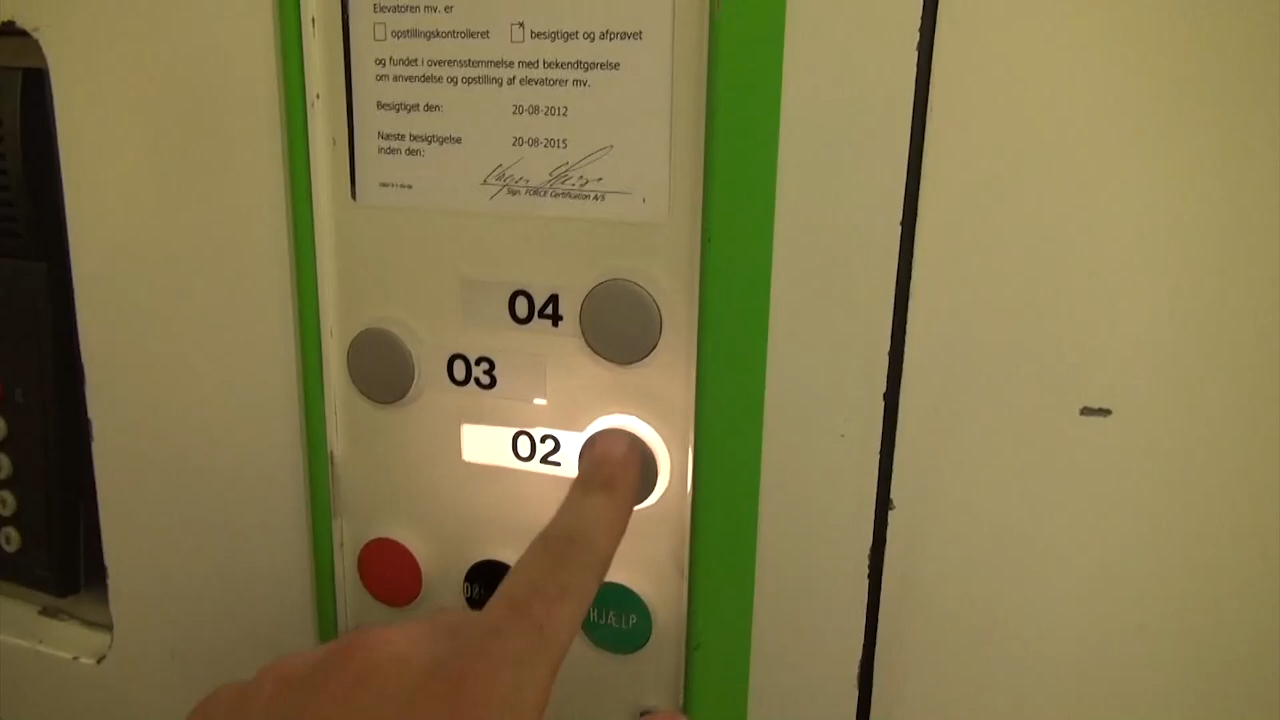 Elevatoren mv. er
opstillingskontrolleret x besigtiget og afprøvet
og fundet i overensstemmelse med bekendtgørelse
om anvendelse og opstilling af elevatorer mv.
Besigtiget den: 20-08-2012
Næste besigtigelse 20-08-2015
inden den:
Sign. FORCE Certification A/S
04
03
02
HJÆLP